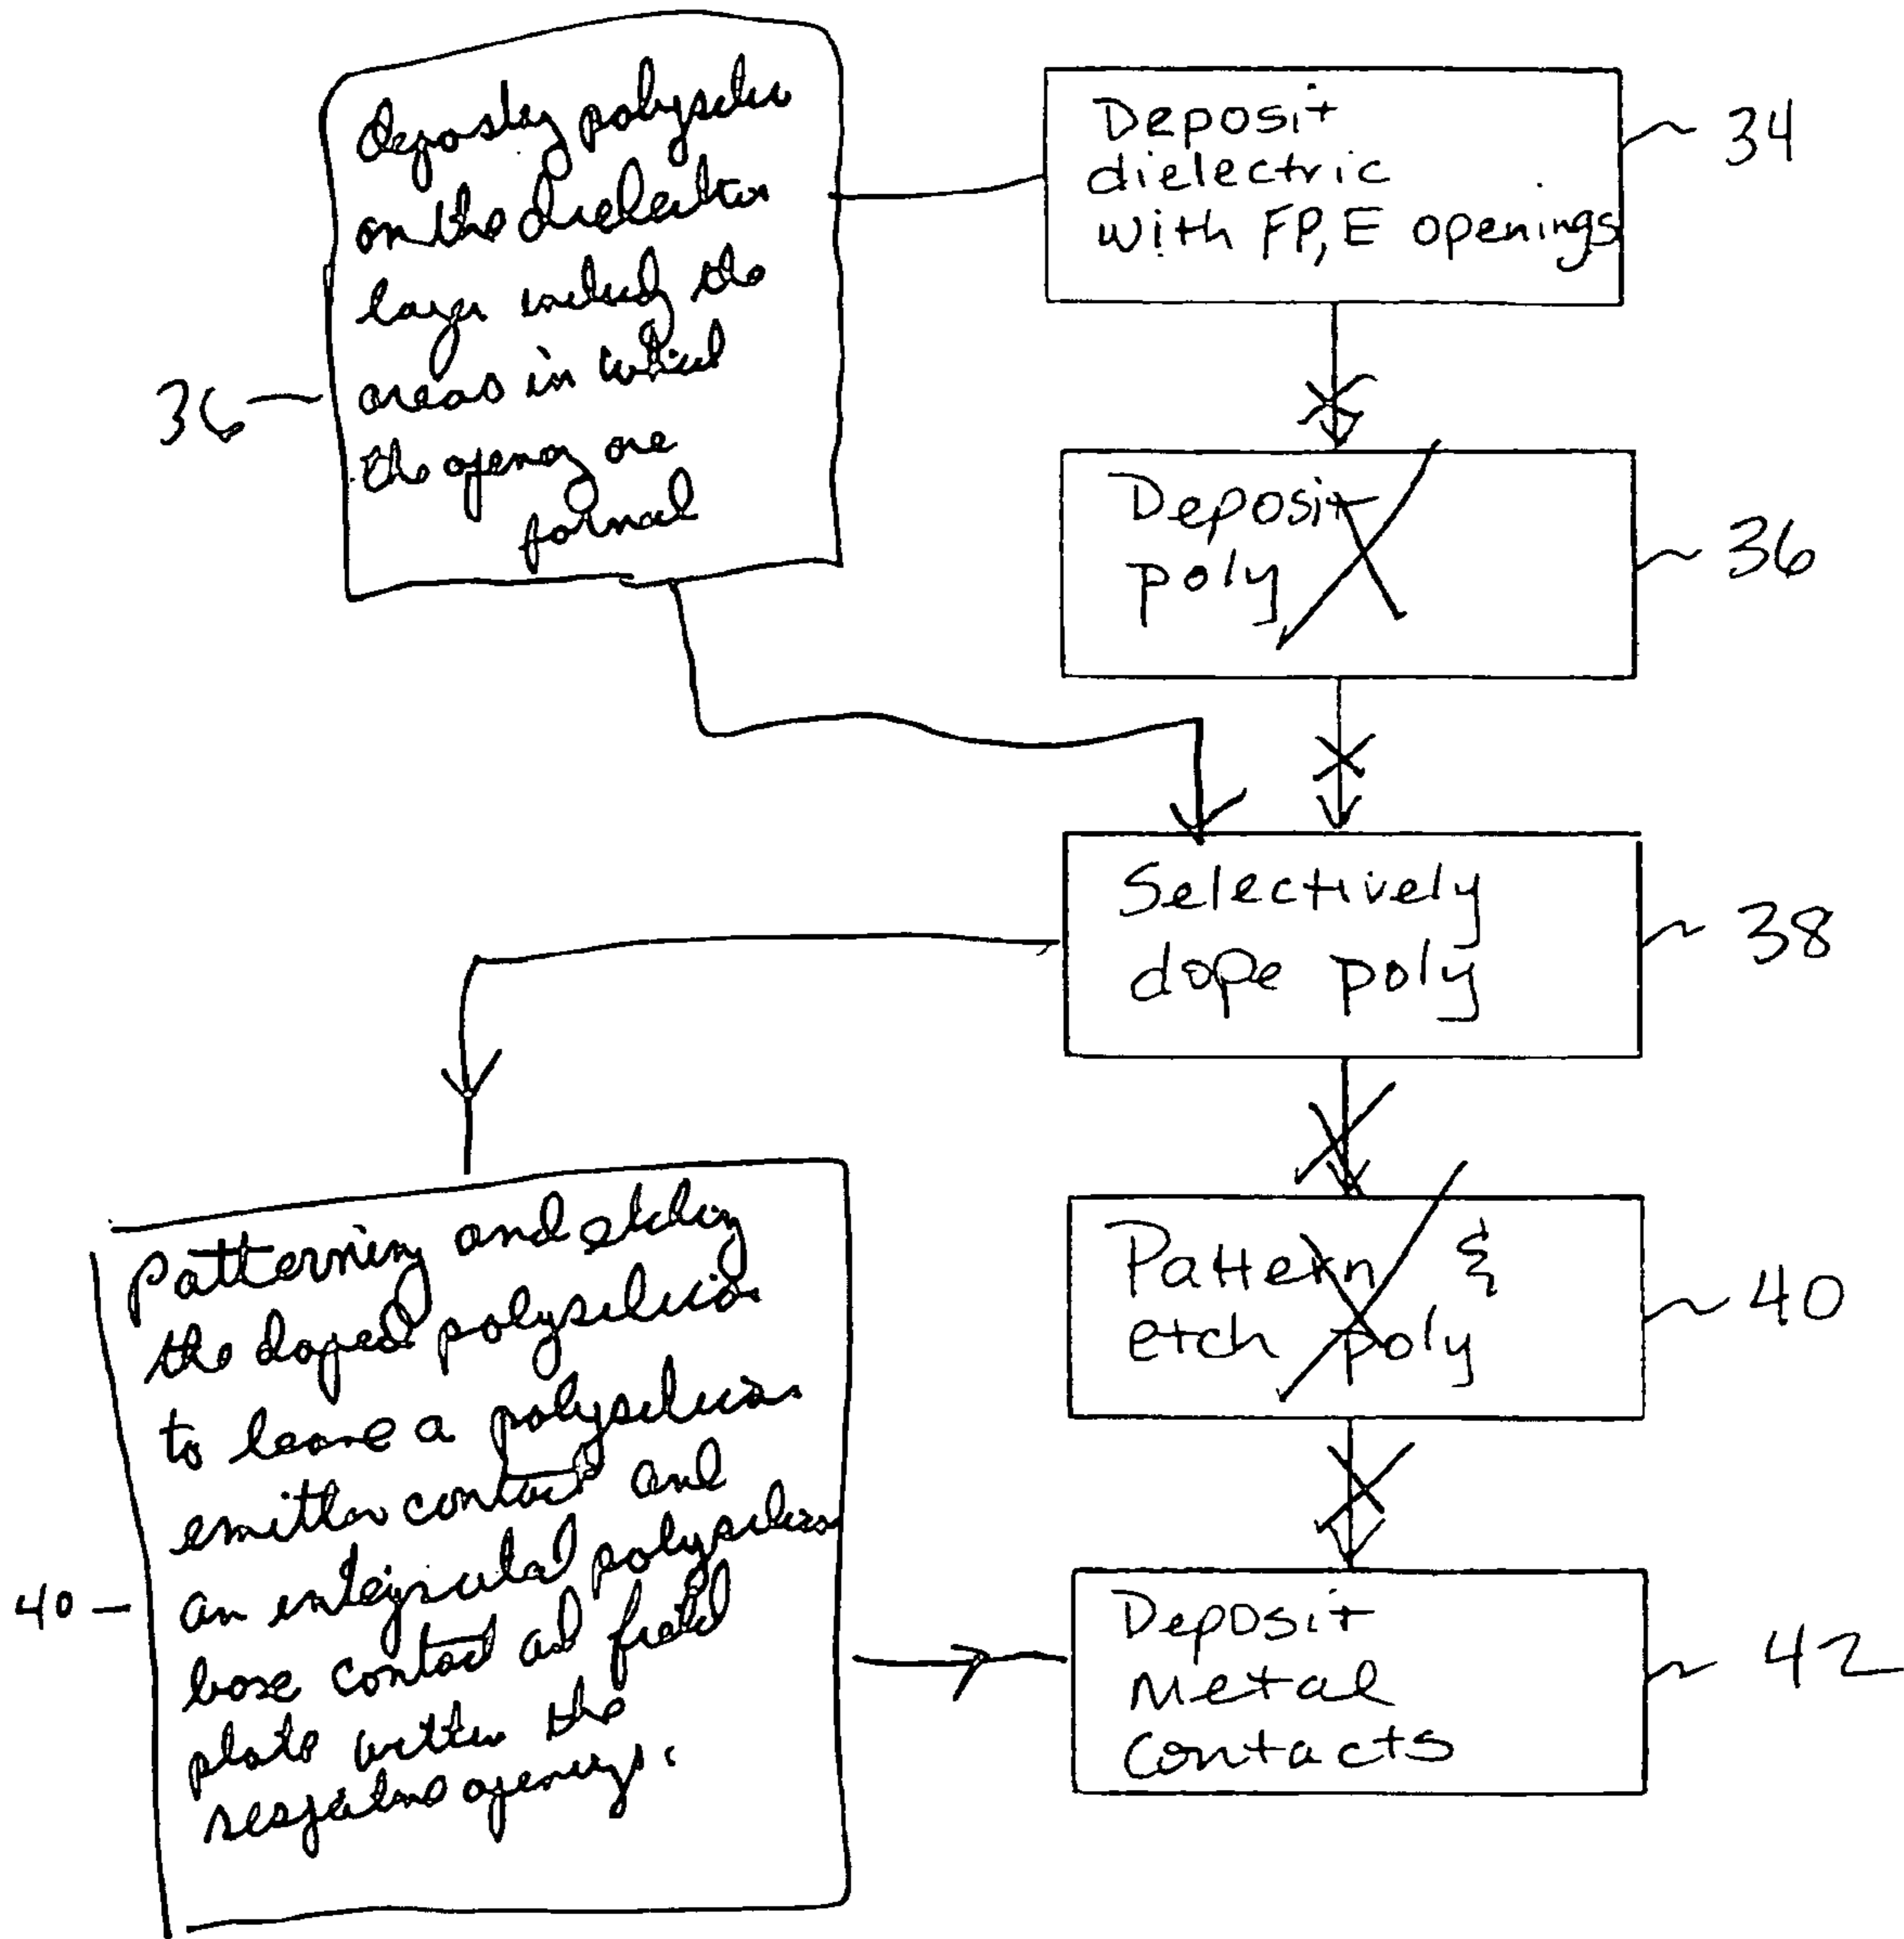 depositing polysilicon
on the dielectric
layer including the
areas in which
the openings are
formed
36
Deposit
dielectric
with FP, E openings
34
Deposit
poly
36
Selectively
dope poly
38
Patterning and etching
the doped polysilicon
to leave a polysilicon
emitter contact and
an integrated polysilicon
base contact and field
plate within the
respective openings.
40
Pattern &
etch poly
40
Deposit
Metal
Contacts
42